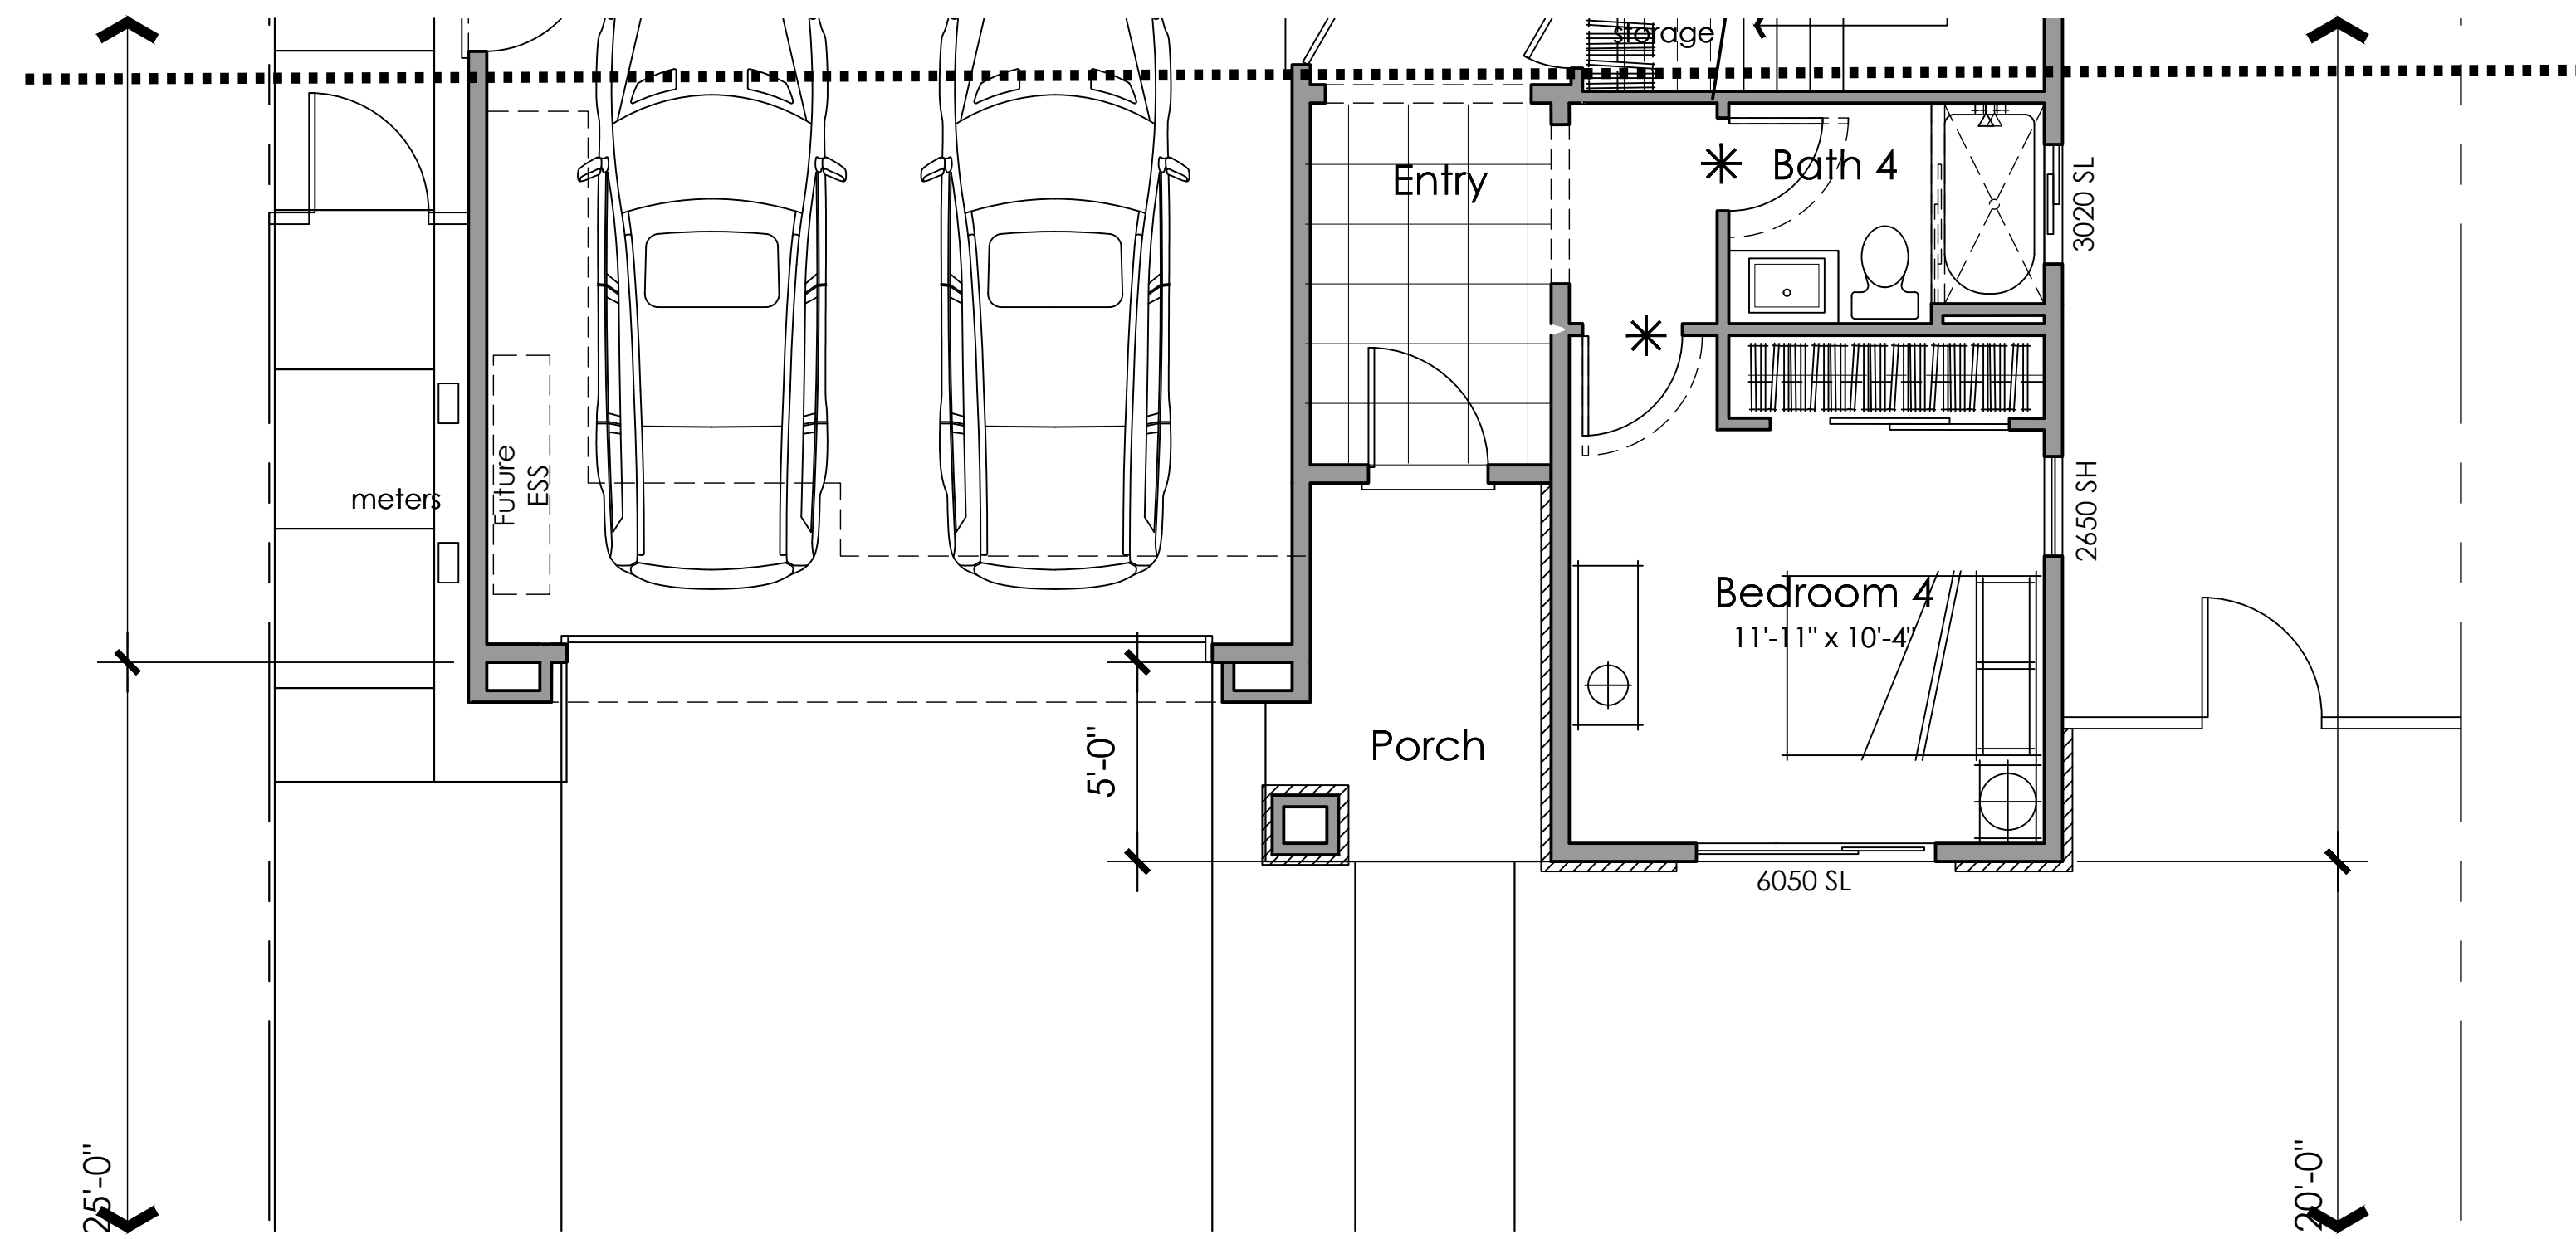 storage
Entry
Bath 4
3020 SL
Future
ESS
meters
2650 SH
Bedroom 4
11'-11" x 10'-4"
5'-0"
Porch
6050 SL
25'-0"
20'-0"